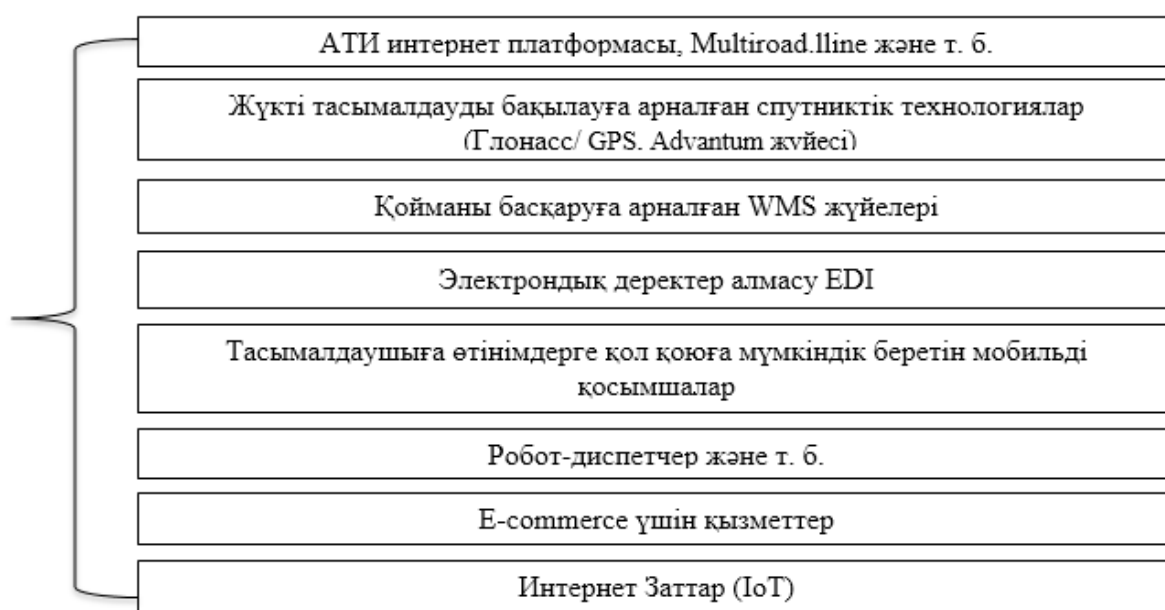 АТИ интернет платформасы, Multiroad.lline және т. б.
Жүкті тасымалдауды бақылауға арналған спутниктік технологиялар
(Глонасс/ GPS. Advantum жүйесі)
Қойманы басқаруға арналған WMS жүйелері
Электрондық деректер алмасу EDI
Тасымалдаушыға өтінімдерге қол қоюға мүмкіндік беретін мобильді
қосымшалар
Робот-диспетчер және т. б.
E-commerce үшін қызметтер
Интернет Заттар (IoT)